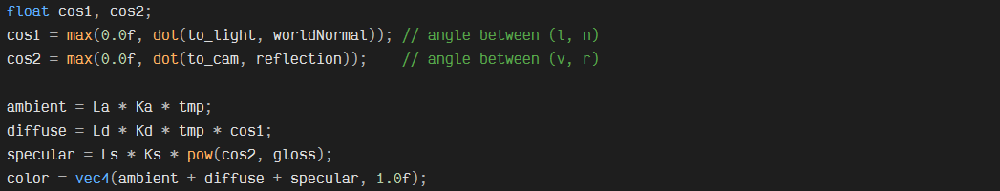 float cos1, cos2;
cos1 = max(0.0f, dot(to_light, worldNormal)); // angle between (l, n)
cos2 = max(0.0f, dot(to_cam, reflection));    // angle between (v, r)
ambient = La * Ka * tmp;
diffuse = Ld * Kd * tmp * cos1;
specular = Ls * Ks * pow(cos2, gloss);
color = vec4(ambient + diffuse + specular, 1.0f);